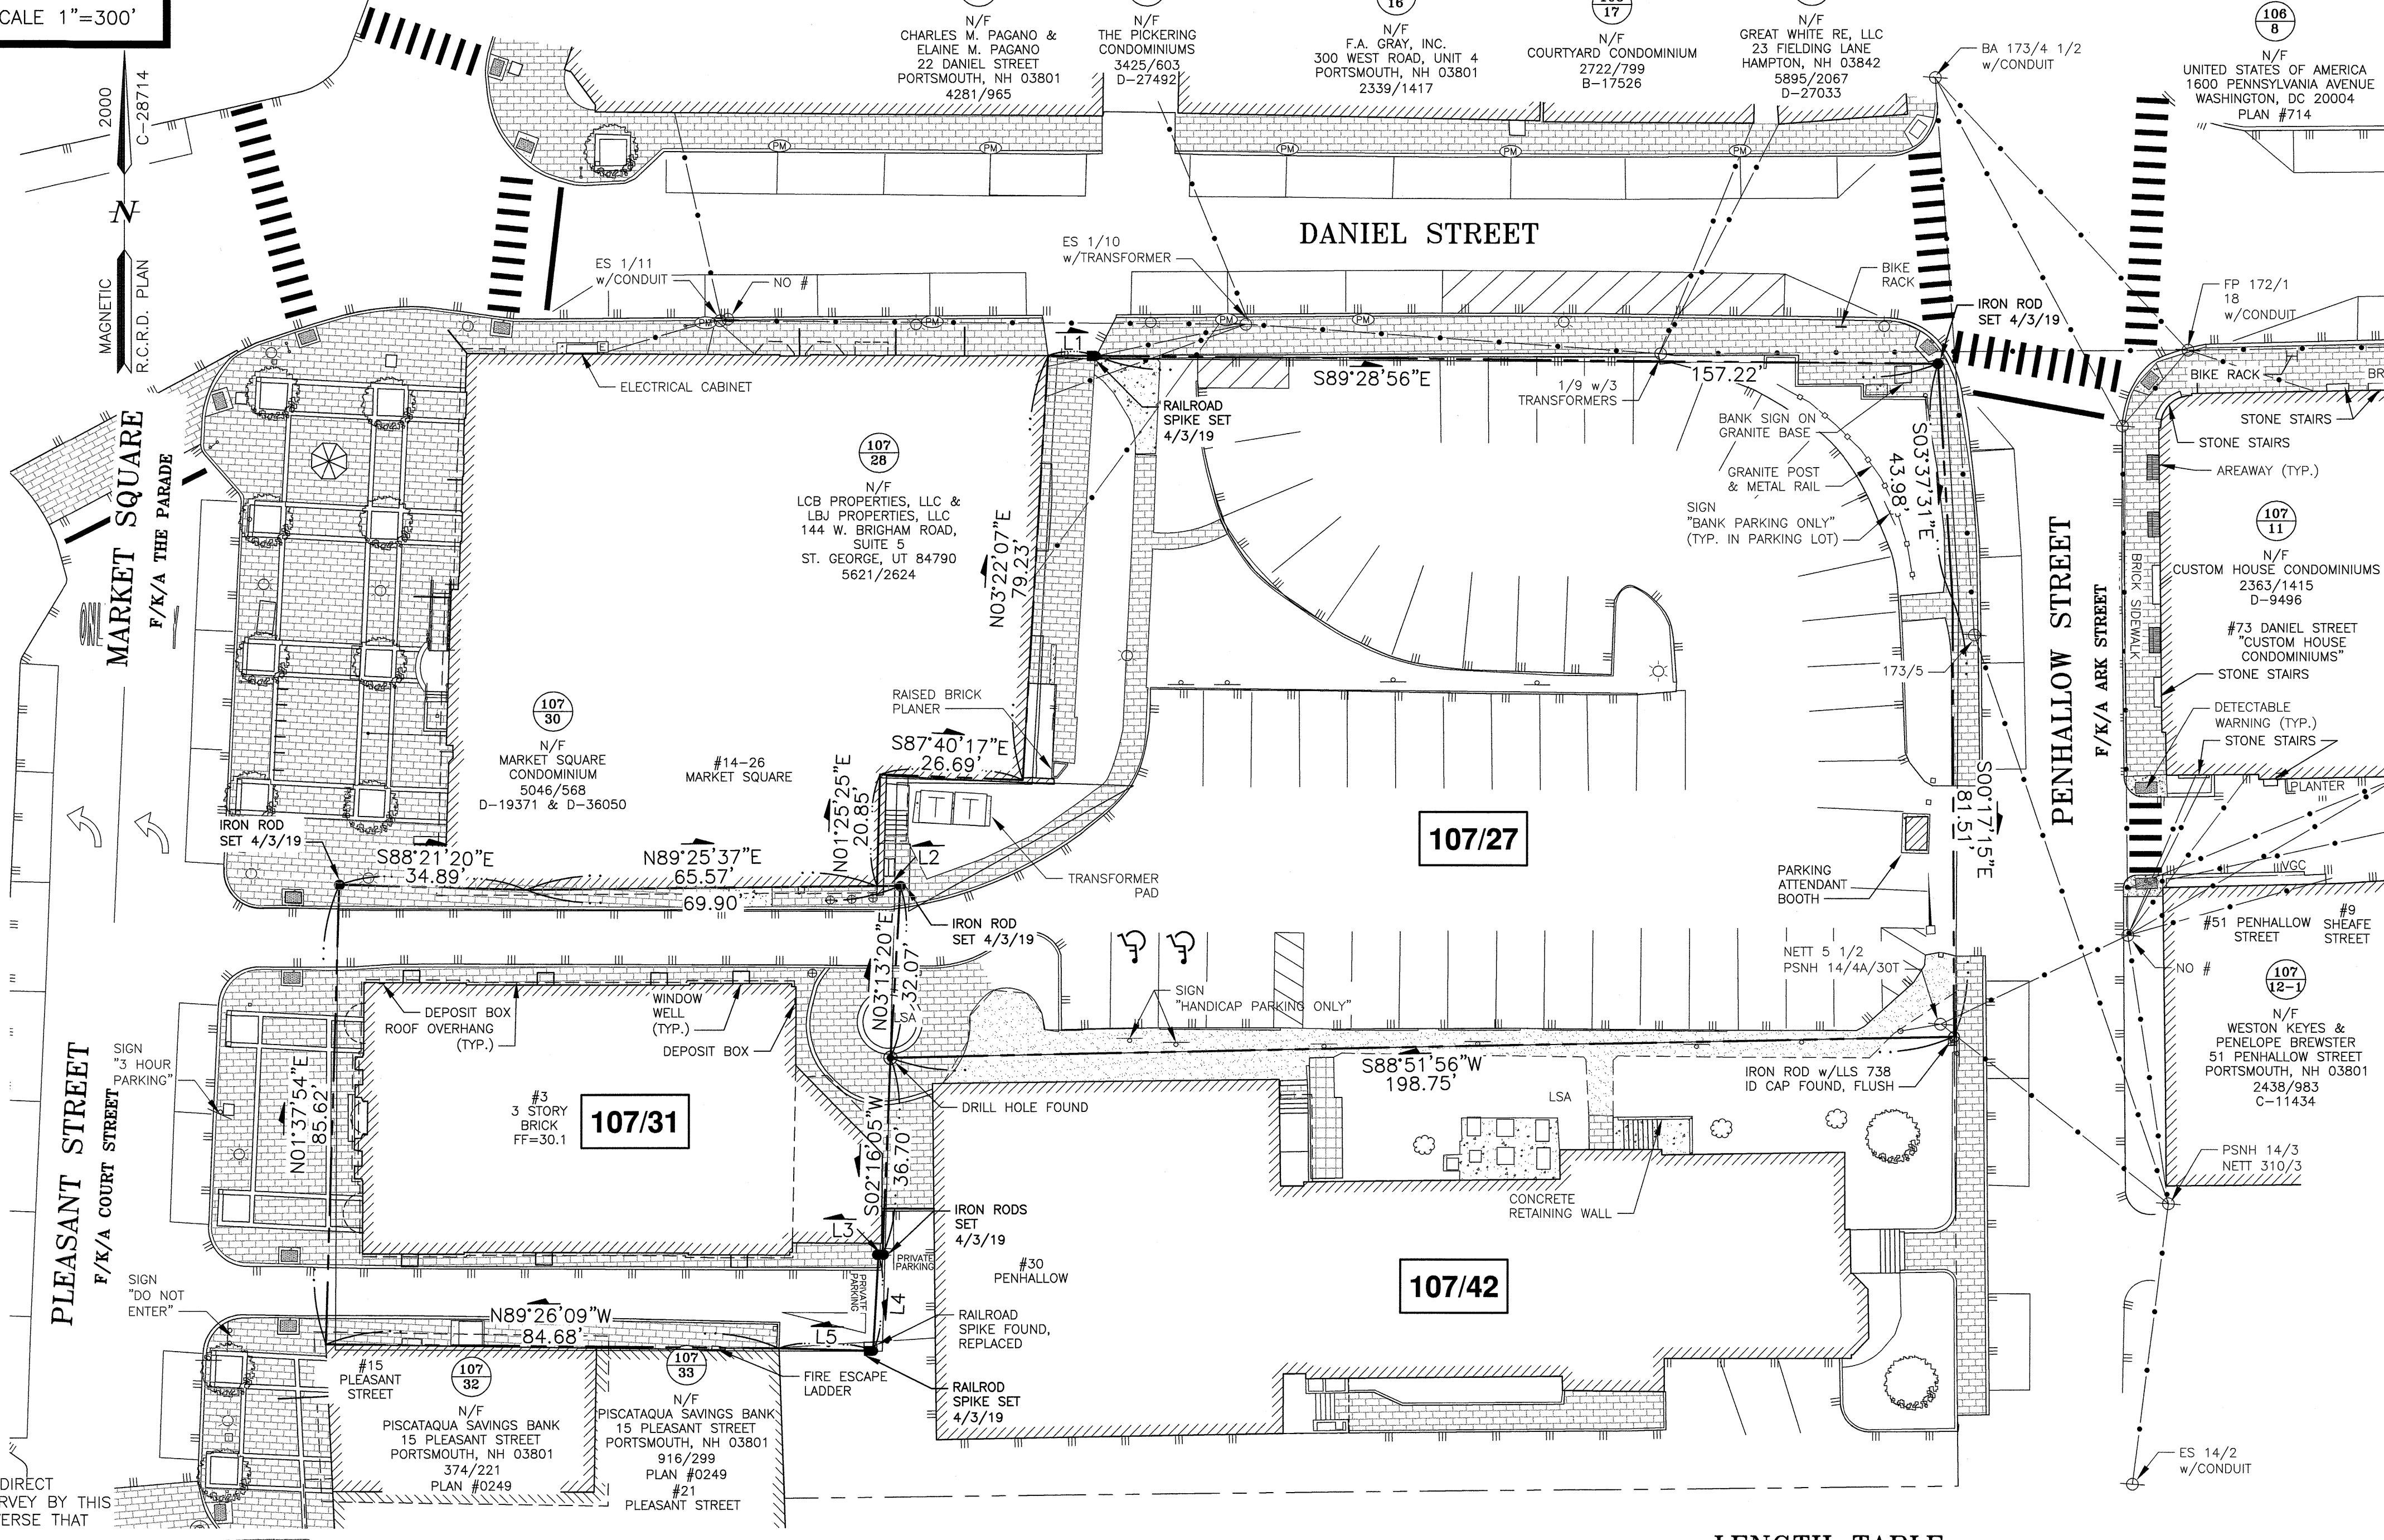 SCALE 1"=300'
2000
C-28714
N
MAGNETIC
R.C.R.D. PLAN
N/F
CHARLES M. PAGANO &
ELAINE M. PAGANO
22 DANIEL STREET
PORTSMOUTH, NH 03801
4281/965
N/F
THE PICKERING
CONDOMINIUMS
3425/603
D-27492
16
N/F
F.A. GRAY, INC.
300 WEST ROAD, UNIT 4
PORTSMOUTH, NH 03801
2339/1417
17
N/F
COURTYARD CONDOMINIUM
2722/799
B-17526
N/F
GREAT WHITE RE, LLC
23 FIELDING LANE
HAMPTON, NH 03842
5895/2067
D-27033
BA 173/4 1/2
w/CONDUIT
106
8
N/F
UNITED STATES OF AMERICA
1600 PENNSYLVANIA AVENUE
WASHINGTON, DC 20004
PLAN #714
PM
PM
PM
PM
PM
DANIEL STREET
ES 1/11
w/CONDUIT
NO #
ES 1/10
w/TRANSFORMER
BIKE
RACK
IRON ROD
SET 4/3/19
FP 172/1
18
w/CONDUIT
PM
PM
PM
PM
E
ELECTRICAL CABINET
L1
S89°28'56"E
157.22'
1/9 w/3
TRANSFORMERS
RAILROAD
SPIKE SET
4/3/19
BANK SIGN ON
GRANITE BASE
GRANITE POST
& METAL RAIL
SIGN
"BANK PARKING ONLY"
(TYP. IN PARKING LOT)
S03°37'31"E
43.98'
BIKE RACK
BR
STONE STAIRS
STONE STAIRS
AREAWAY (TYP.)
MARKET SQUARE
F/K/A THE PARADE
ONL
107
28
N/F
LCB PROPERTIES, LLC &
LBJ PROPERTIES, LLC
144 W. BRIGHAM ROAD,
SUITE 5
ST. GEORGE, UT 84790
5621/2624
N03°22'07"E
79.23'
PENHALLOW STREET
F/K/A ARK STREET
BRICK SIDEWALK
107
11
N/F
CUSTOM HOUSE CONDOMINIUMS
2363/1415
D-9496
#73 DANIEL STREET
"CUSTOM HOUSE
CONDOMINIUMS"
STONE STAIRS
DETECTABLE
WARNING (TYP.)
STONE STAIRS
PLANTER
173/5
107
30
N/F
MARKET SQUARE
CONDOMINIUM
5046/568
D-19371 & D-36050
#14-26
MARKET SQUARE
RAISED BRICK
PLANER
S87°40'17"E
26.69'
N01°25'25"E
20.85'
T
T
TRANSFORMER
PAD
107/27
S00°17'15"E
81.51'
PARKING
ATTENDANT
BOOTH
IRON ROD
SET 4/3/19
S88°21'20"E
34.89'
N89°25'37"E
65.57'
69.90'
L2
IRON ROD
SET 4/3/19
VGC
#51 PENHALLOW
STREET
#9
SHEAFE
STREET
NO #
NETT 5 1/2
PSNH 14/4A/30T
SIGN
"HANDICAP PARKING ONLY"
N03°13'20"E
32.07'
LSA
DEPOSIT BOX
ROOF OVERHANG
(TYP.)
WINDOW
WELL
(TYP.)
DEPOSIT BOX
SIGN
"3 HOUR
PARKING"
PLEASANT STREET
F/K/A COURT STREET
N01°37'54"E
85.62'
#3
3 STORY
BRICK
FF=30.1
107/31
S88°51'56"W
198.75'
DRILL HOLE FOUND
IRON ROD w/LLS 738
ID CAP FOUND, FLUSH
LSA
107
12-1
N/F
WESTON KEYES &
PENELOPE BREWSTER
51 PENHALLOW STREET
PORTSMOUTH, NH 03801
2438/983
C-11434
PSNH 14/3
NETT 310/3
S02°16'05"W
36.70'
CONCRETE
RETAINING WALL
L3
IRON RODS
SET
4/3/19
PRIVATE
PARKING
PRIVATE
PARKING
#30
PENHALLOW
107/42
L4
SIGN
"DO NOT
ENTER"
N89°26'09"W
84.68'
L5
RAILROAD
SPIKE FOUND,
REPLACED
FIRE ESCAPE
LADDER
RAILROD
SPIKE SET
4/3/19
#15
PLEASANT
STREET
107
32
N/F
PISCATAQUA SAVINGS BANK
15 PLEASANT STREET
PORTSMOUTH, NH 03801
374/221
PLAN #0249
107
33
N/F
PISCATAQUA SAVINGS BANK
15 PLEASANT STREET
PORTSMOUTH, NH 03801
916/299
PLAN #0249
#21
PLEASANT STREET
ES 14/2
w/CONDUIT
DIRECT
RVEY BY THIS
ERSE THAT
LENGTH TABLE